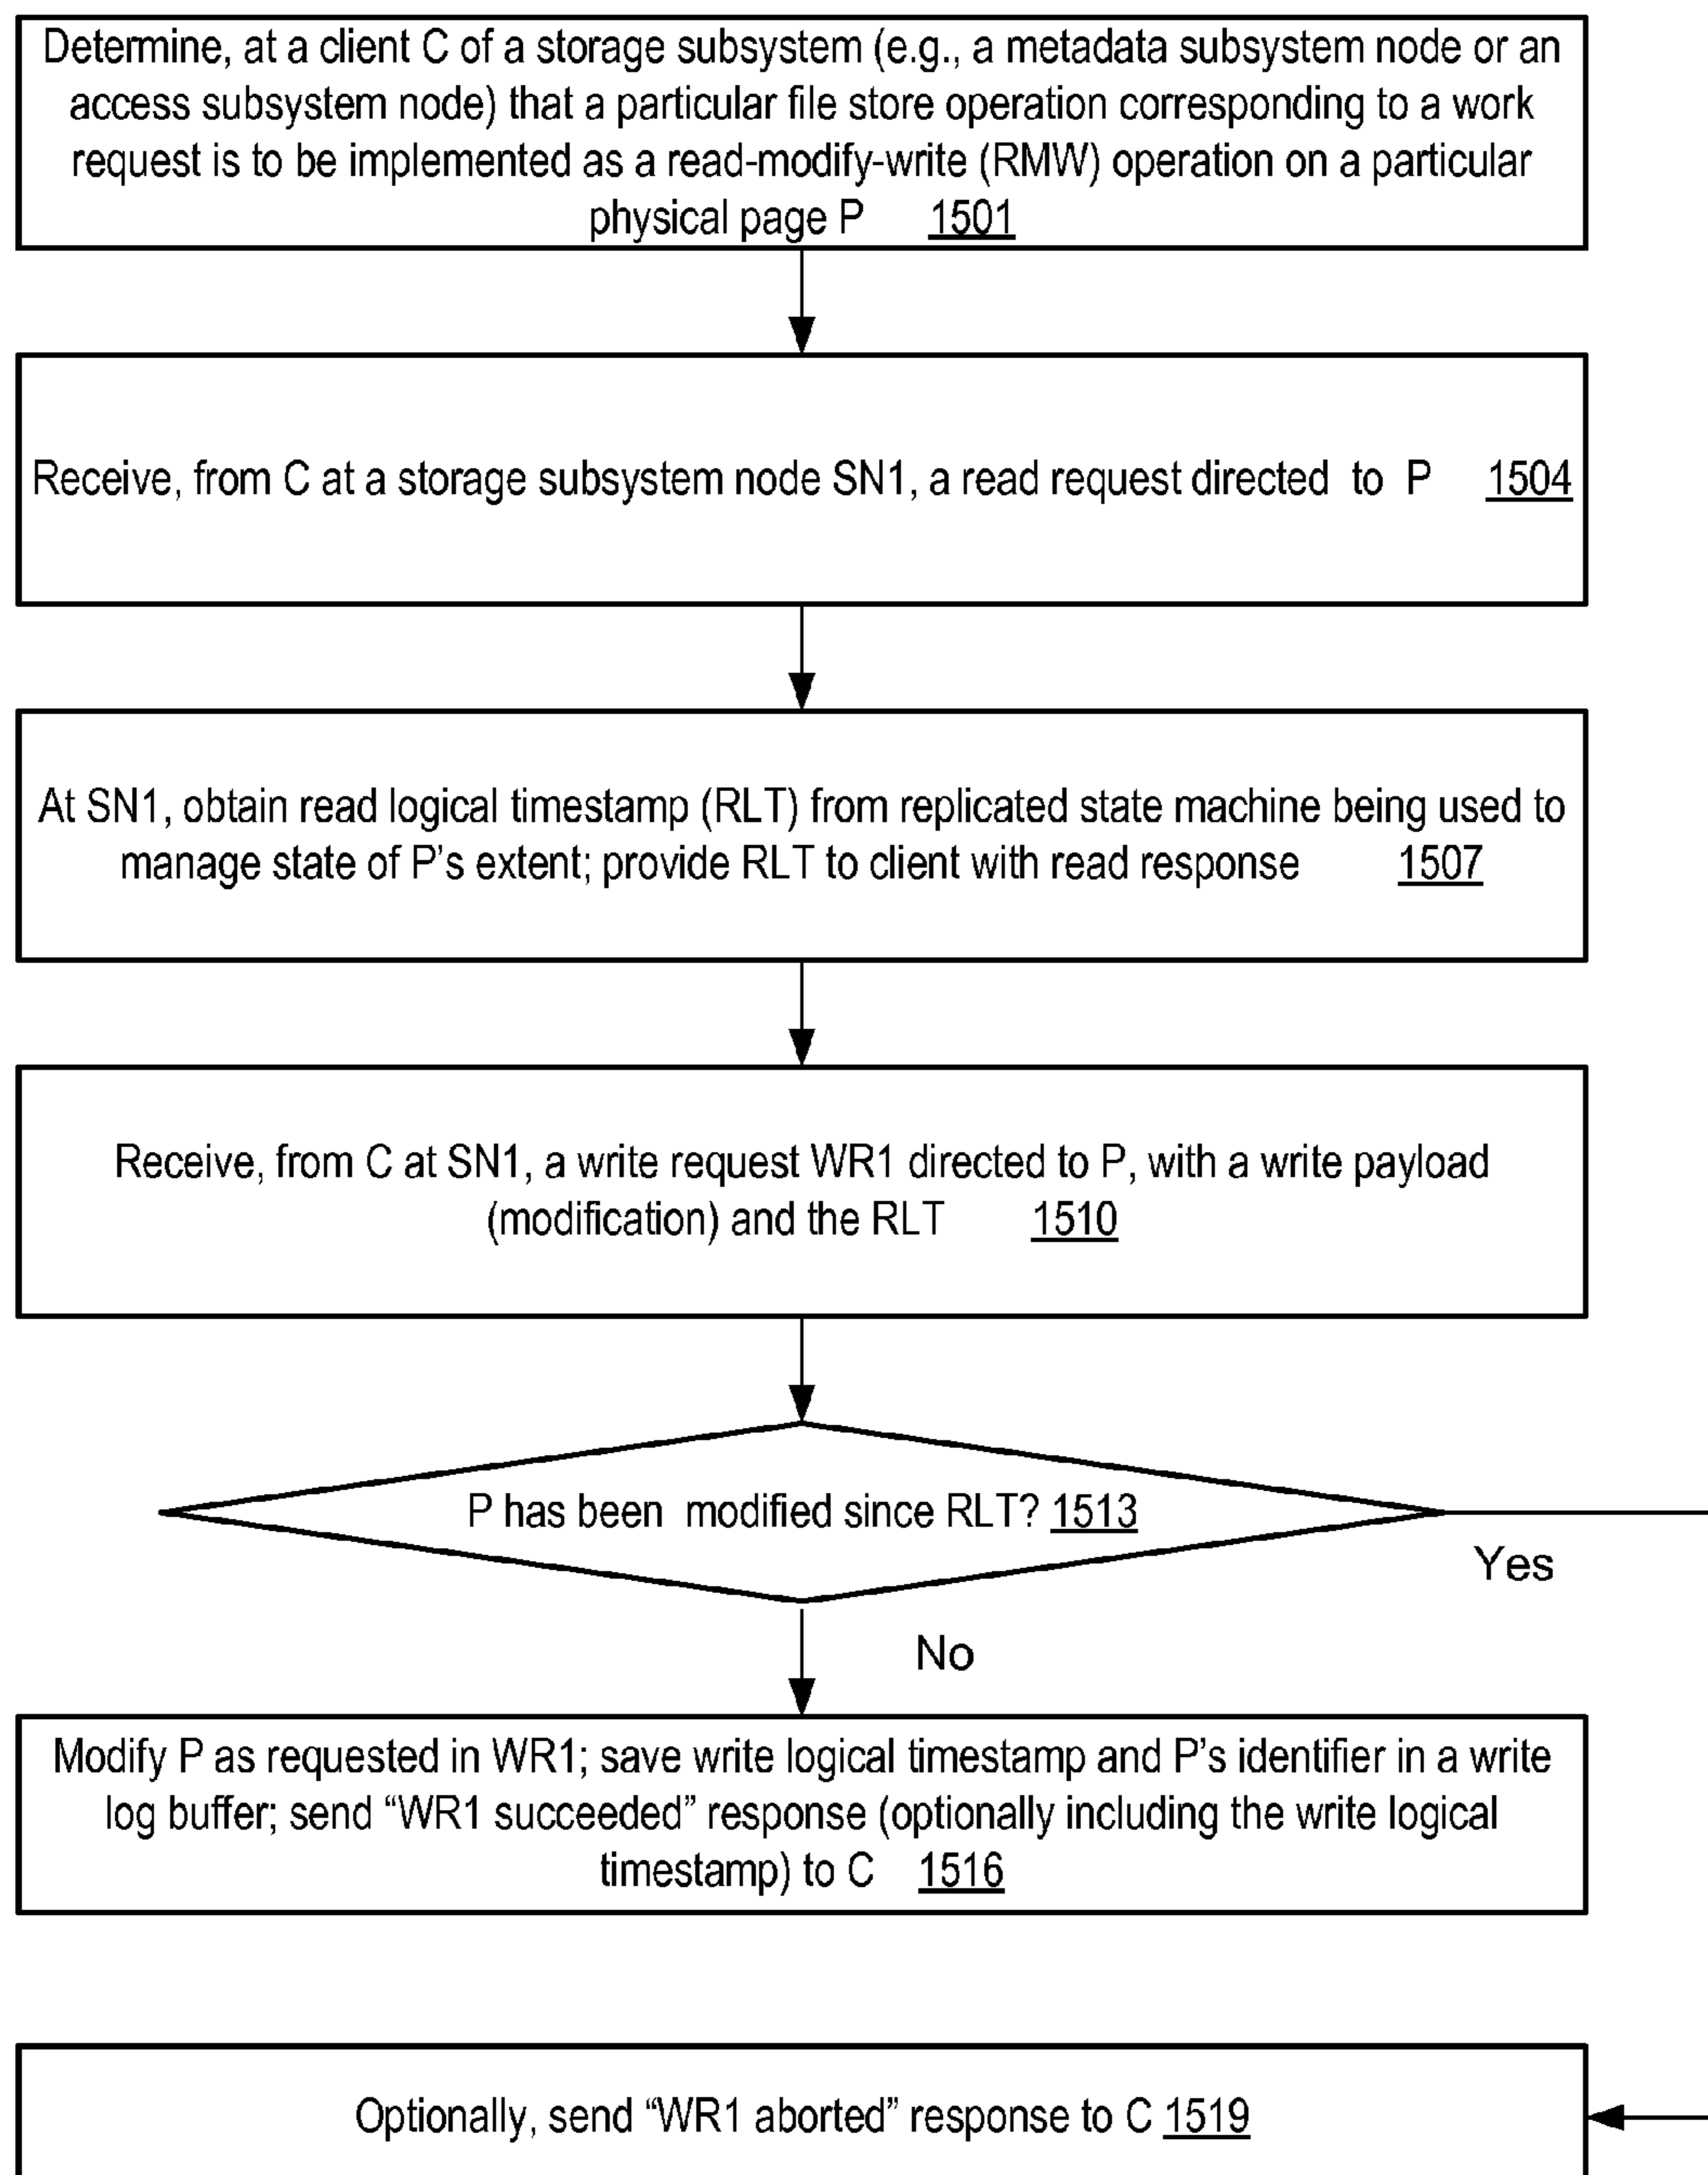 Determine, at a client C of a storage subsystem (e.g., a metadata subsystem node or an
access subsystem node) that a particular file store operation corresponding to a work
request is to be implemented as a read-modify-write (RMW) operation on a particular
physical page P 1501
Receive, from C at a storage subsystem node SN1, a read request directed to P 1504
At SN1, obtain read logical timestamp (RLT) from replicated state machine being used to
manage state of P's extent; provide RLT to client with read response 1507
Receive, from C at SN1, a write request WR1 directed to P, with a write payload
(modification) and the RLT 1510
P has been modified since RLT? 1513
Yes
No
Modify P as requested in WR1; save write logical timestamp and P's identifier in a write
log buffer; send “WR1 succeeded” response (optionally including the write logical
timestamp) to C 1516
Optionally, send “WR1 aborted” response to C 1519